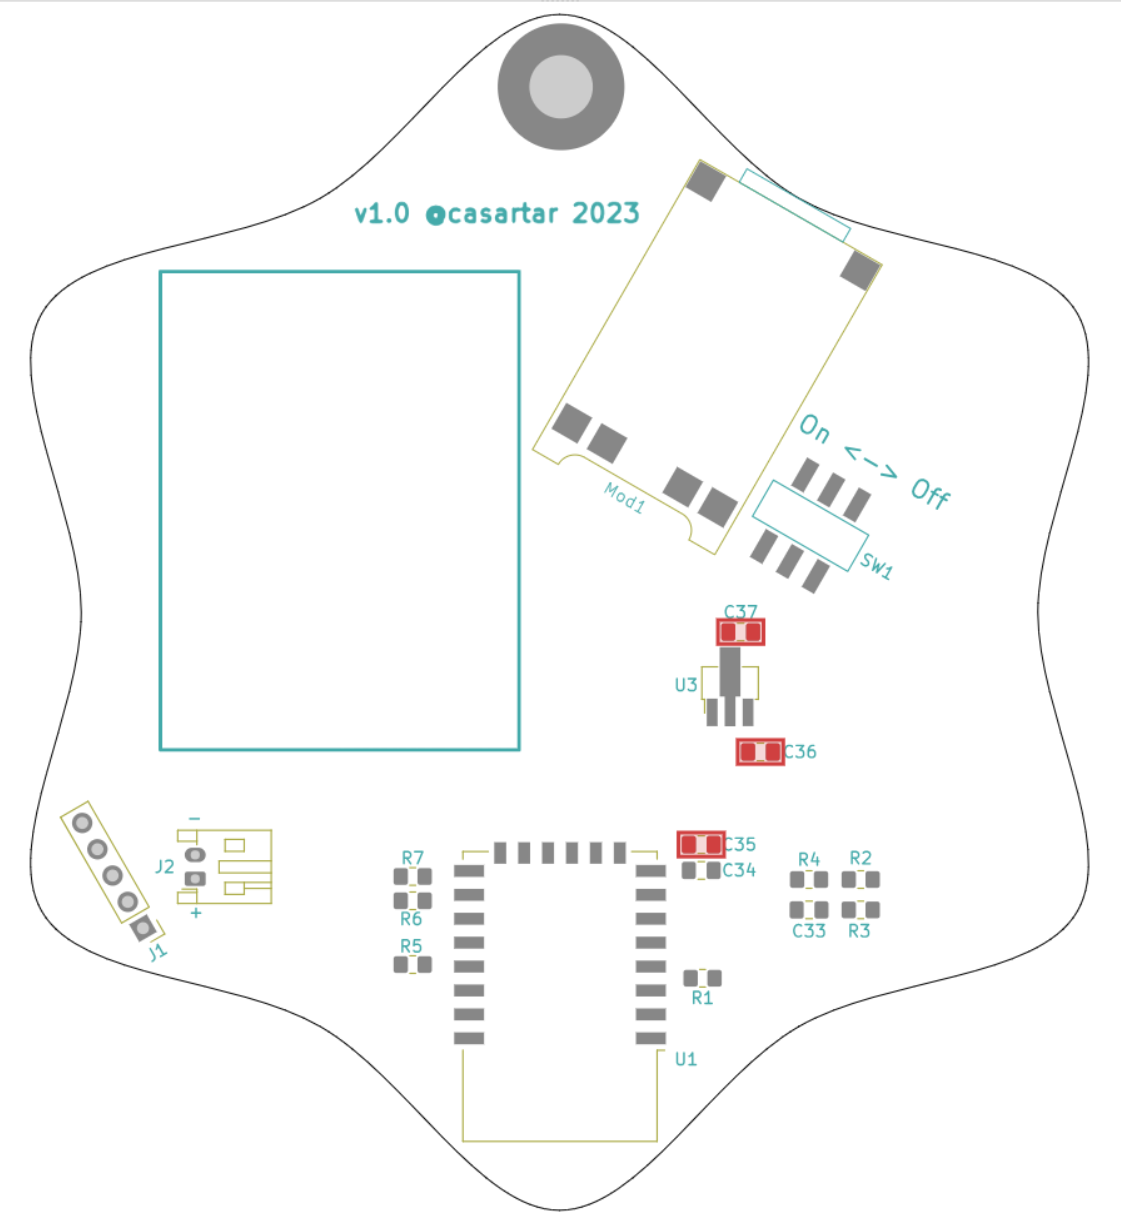 v1.0 @casartar 2023
On <-> Off
Mod1
SW1
C37
U3
C36
-
J2
+
J1
R7
R6
R5
C35
C34
R4
R2
C33
R3
R1
U1